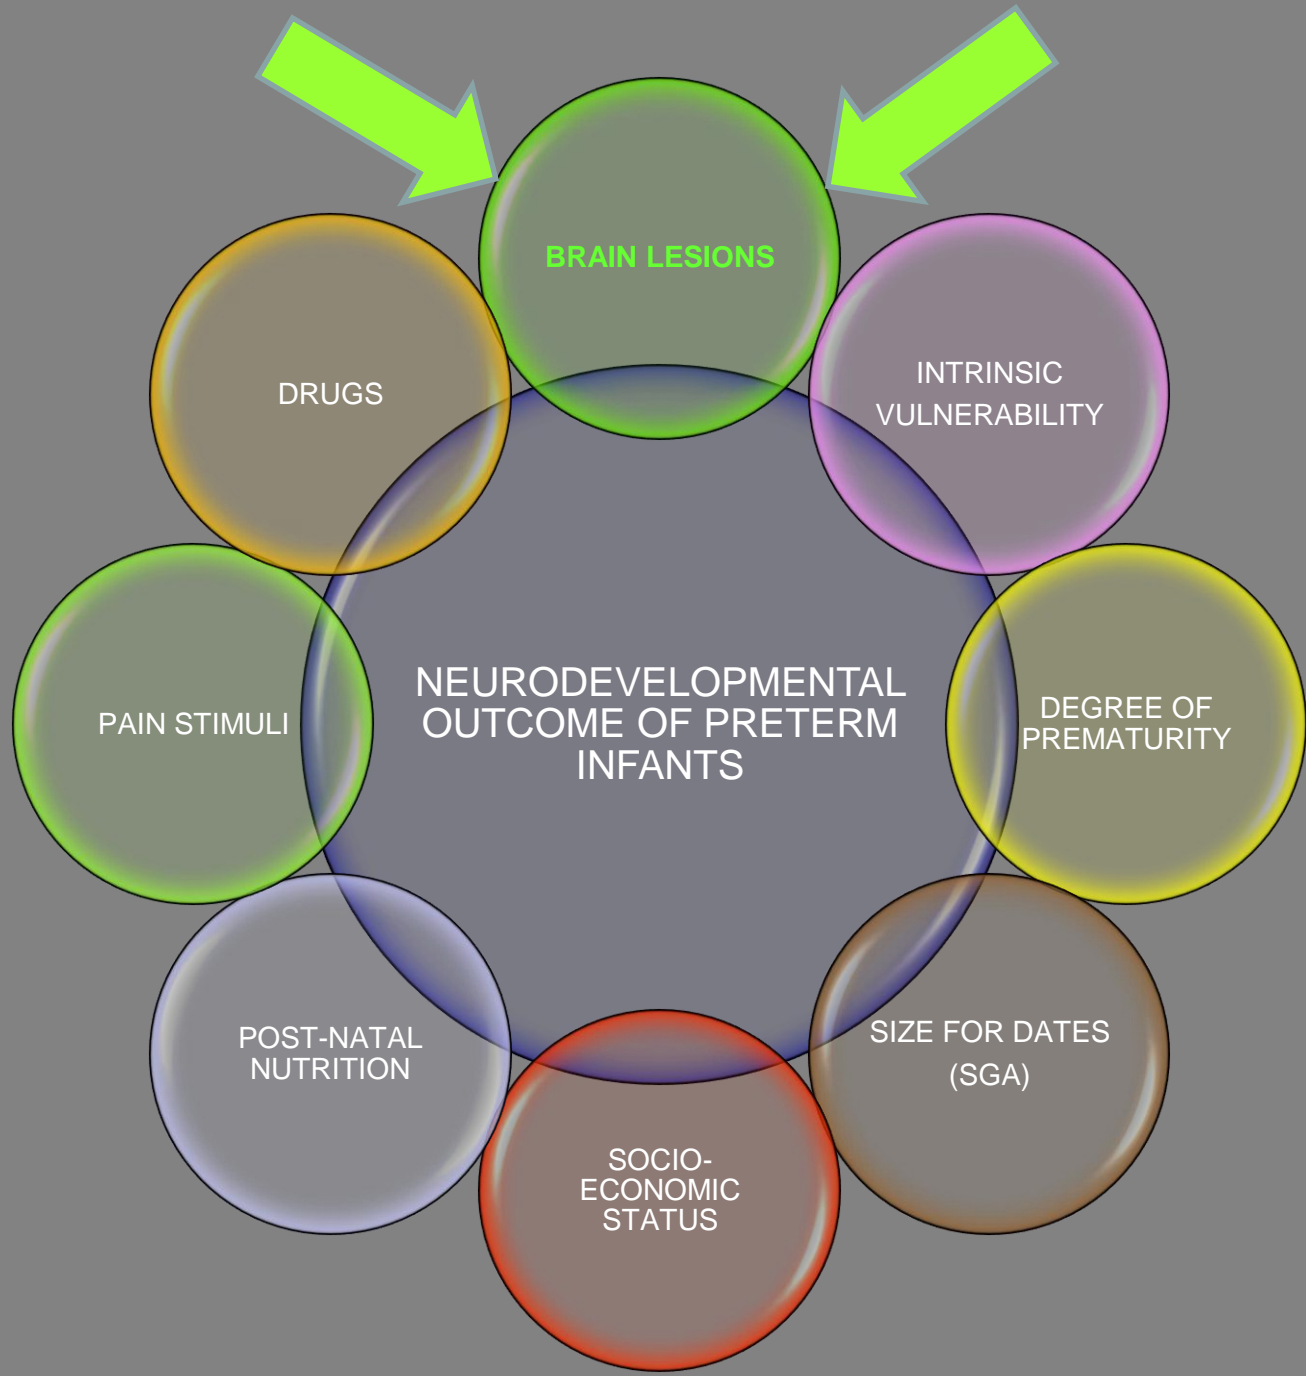 BRAIN LESIONS
INTRINSIC
VULNERABILITY
DRUGS
NEURODEVELOPMENTAL
OUTCOME OF PRETERM
INFANTS
DEGREE OF
PREMATURITY
PAIN STIMULI
SIZE FOR DATES
(SGA)
POST-NATAL
NUTRITION
SOCIO-
ECONOMIC
STATUS